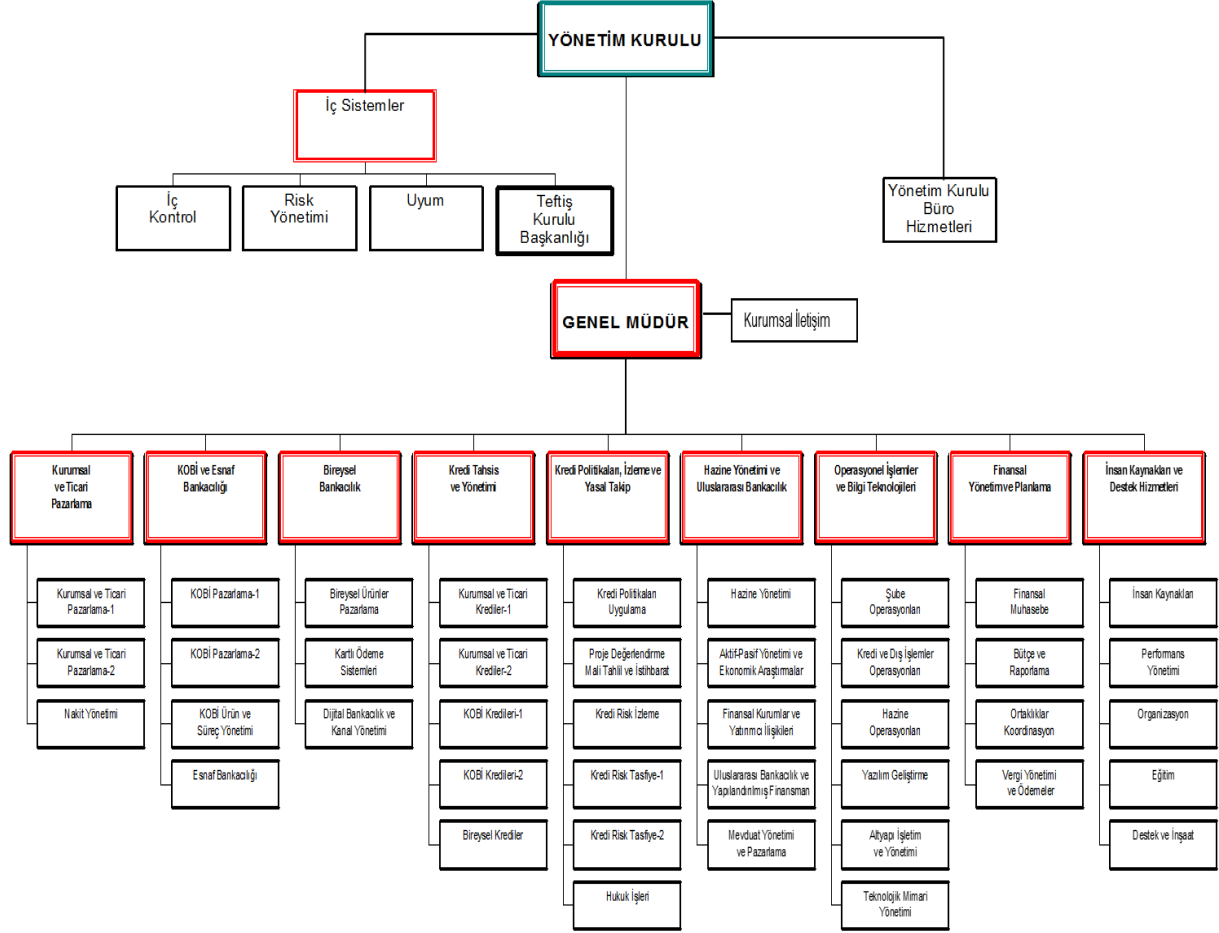 YÖNETİM KURULU
İç Sistemler
İç
Kontrol
Risk
Yönetimi
Uyum
Teftiş
Kurulu
Başkanlığı
Yönetim Kurulu
Büro
Hizmetleri
GENEL MÜDÜR
Kurumsal İletişim
Kurumsal
ve Ticari
Pazarlama
KOBİ ve Esnaf
Bankacılığı
Bireysel
Bankacılık
Kredi Tahsis
ve Yönetimi
Kredi Politikaları, İzleme ve
Yasal Takip
Hazine Yönetimi ve
Uluslararası Bankacılık
Operasyonel İşlemler
ve Bilgi Teknolojileri
Finansal
Yönetim ve Planlama
İnsan Kaynakları ve
Destek Hizmetleri
Kurumsal ve Ticari
Pazarlama-1
Kurumsal ve Ticari
Pazarlama-2
Nakit Yönetimi
KOBİ Pazarlama-1
KOBİ Pazarlama-2
KOBİ Ürün ve
Süreç Yönetimi
Esnaf Bankacılığı
Bireysel Ürünler
Pazarlama
Kartlı Ödeme
Sistemleri
Dijital Bankacılık ve
Kanal Yönetimi
Kurumsal ve Ticari
Krediler-1
Kurumsal ve Ticari
Krediler-2
KOBİ Kredileri-1
KOBİ Kredileri-2
Bireysel Krediler
Kredi Politikaları
Uygulama
Proje Değerlendirme
Mali Tahlil ve İstihbarat
Kredi Risk İzleme
Kredi Risk Tasfiye-1
Kredi Risk Tasfiye-2
Hukuk İşleri
Hazine Yönetimi
Aktif-Pasif Yönetimi ve
Ekonomik Araştırmalar
Finansal Kurumlar ve
Yatırımcı İlişikileri
Uluslararası Bankacılık ve
Yapılandırılmış Finansman
Mevduat Yönetimi
ve Pazarlama
Şube
Operasyonları
Kredi ve Dış İşlemler
Operasyonları
Hazine
Operasyonları
Yazılım Geliştirme
Altyapı İşletim
ve Yönetimi
Teknolojik Mimari
Yönetimi
Finansal
Muhasebe
Bütçe ve
Raporlama
Ortaklıklar
Koordinasyon
Vergi Yönetimi
ve Ödemeler
İnsan Kaynakları
Performans
Yönetimi
Organizasyon
Eğitim
Destek ve İnşaat